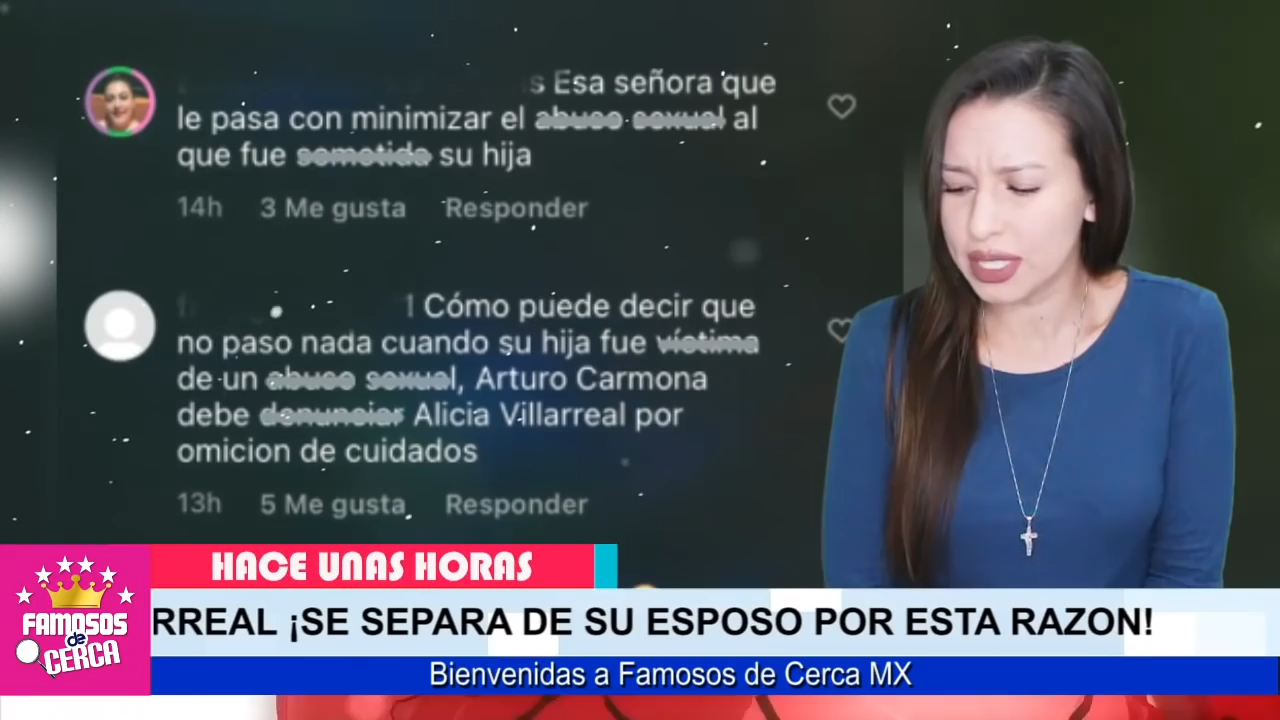 s Esa señora que
le pasa con minimizar el abuso sexual al
que fue sometida su hija
14h 3 Me gusta Responder
1 Cómo puede decir que
no paso nada cuando su hija fue víctima
de un abuso sexual, Arturo Carmona
debe denunciar Alicia Villarreal por
omicion de cuidados
13h 5 Me gusta Responder
HACE UNAS HORAS
RREAL ¡SE SEPARA DE SU ESPOSO POR ESTA RAZON!
Bienvenidas a Famosos de Cerca MX
FAMOSOS
de
CERCA